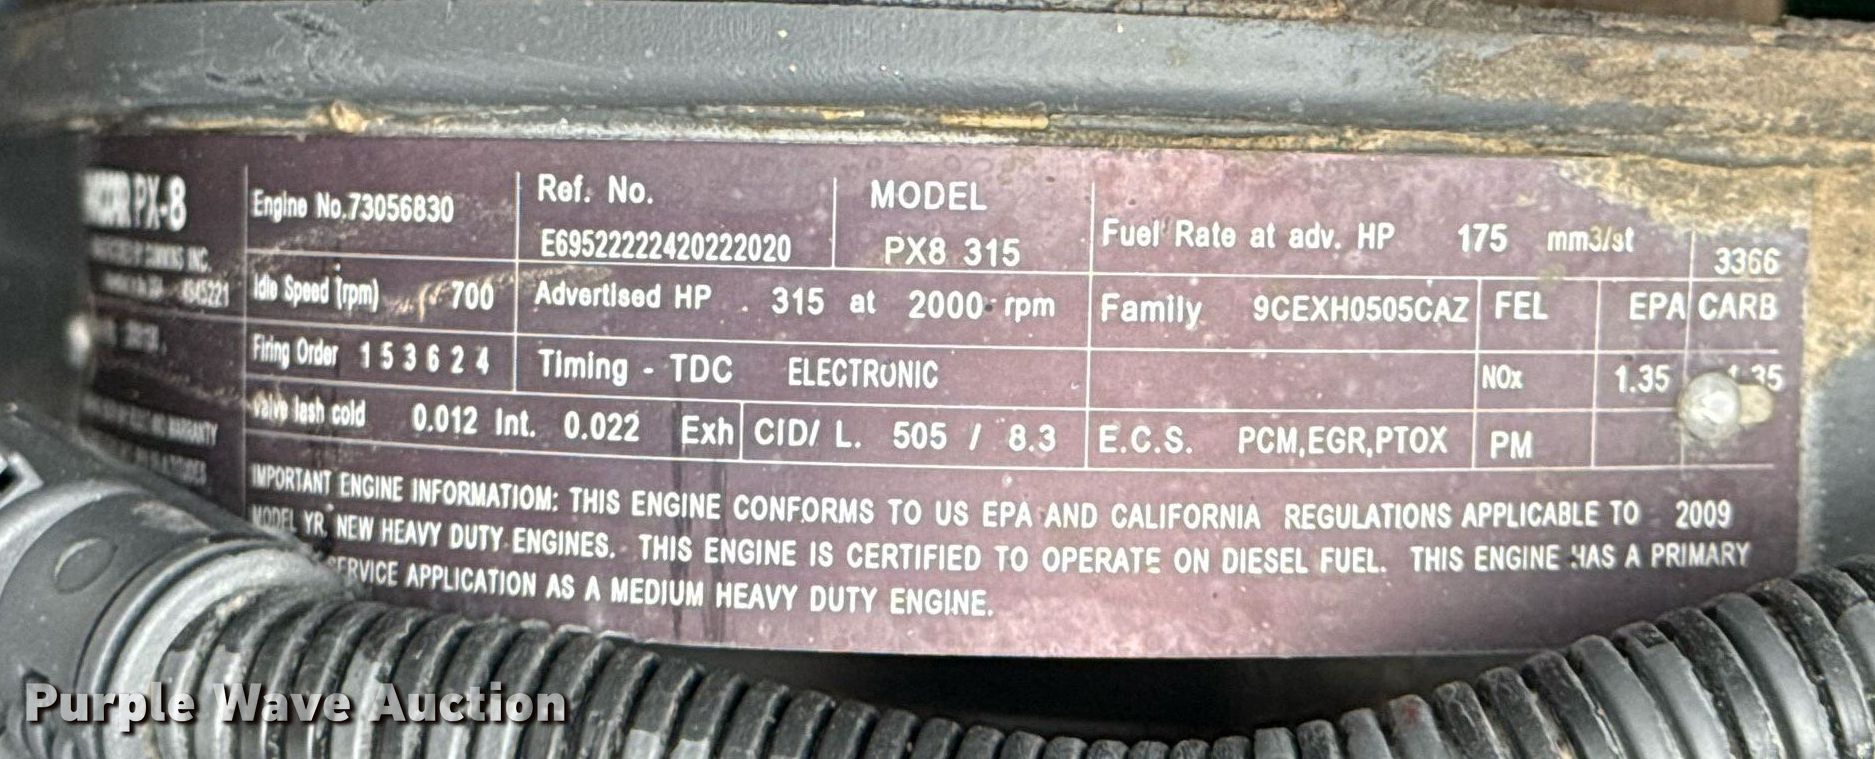 PX-8
Engine No.73056830
Ref. No.
E69522222420222020
MODEL
PX8 315
Fuel Rate at adv. HP 175 mm3/st
3366
INC.
4945221
Idle Speed (rpm) 700
Advertised HP 315 at 2000 rpm
Family 9CEXH0505CAZ
FEL EPA CARB
Firing Order 1 5 3 6 2 4
Timing - TDC ELECTRONIC
NOx 1.35 35
Valve lash cold 0.012 Int. 0.022 Exh
CID/ L. 505 / 8.3
E.C.S. PCM,EGR,PTOX
PM
WARRANTY
IMPORTANT ENGINE INFORMATIOM: THIS ENGINE CONFORMS TO US EPA AND CALIFORNIA REGULATIONS APPLICABLE TO 2009
MODEL YR. NEW HEAVY DUTY ENGINES. THIS ENGINE IS CERTIFIED TO OPERATE ON DIESEL FUEL. THIS ENGINE HAS A PRIMARY
SERVICE APPLICATION AS A MEDIUM HEAVY DUTY ENGINE.
Purple Wave Auction